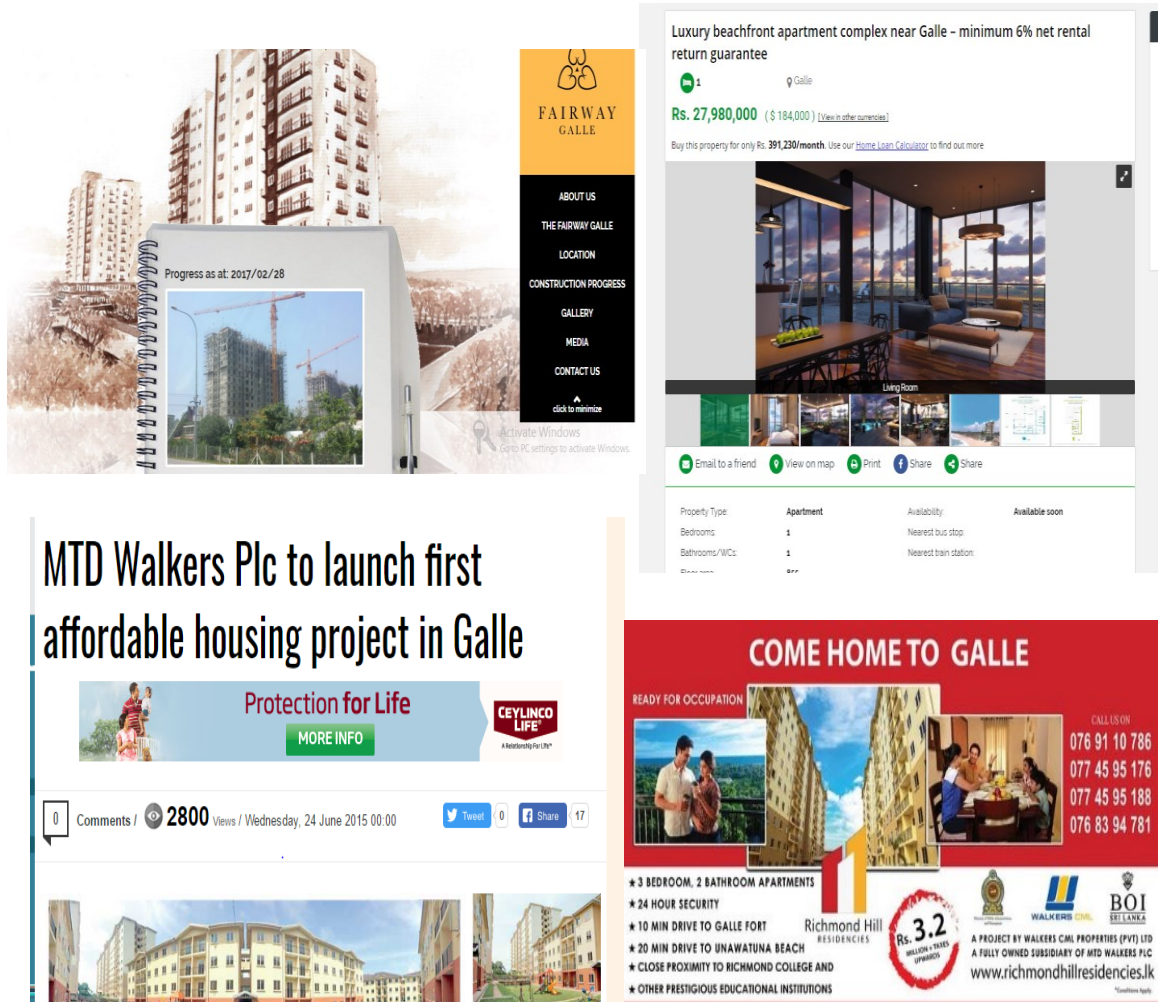 FAIRWAY
GALLE
ABOUT US
THE FAIRWAY GALLE
LOCATION
CONSTRUCTION PROGRESS
GALLERY
MEDIA
CONTACT US
click to minimize
Progress as at: 2017/02/28
Activate Windows
Go to PC settings to activate Windows.
Luxury beachfront apartment complex near Galle – minimum 6% net rental
return guarantee
1 Galle
Rs. 27,980,000 ( $ 184,000 ) [ View in other currencies ]
Buy this property for only Rs. 391,230/month. Use our Home Loan Calculator to find out more
Living Room
Email to a friend View on map Print Share Share
Property Type: Apartment Availability: Available soon
Bedrooms: 1 Nearest bus stop:
Bathrooms/WCs: 1 Nearest train station:
MTD Walkers Plc to launch first
affordable housing project in Galle
Protection for Life
MORE INFO
CEYLINCO
LIFE
A Relationship For Life
0 Comments / 2800 Views / Wednesday, 24 June 2015 00:00
Tweet 0 Share 17
COME HOME TO GALLE
READY FOR OCCUPATION
CALL US ON
076 91 10 786
077 45 95 176
077 45 95 188
076 83 94 781
★ 3 BEDROOM, 2 BATHROOM APARTMENTS
★ 24 HOUR SECURITY
★ 10 MIN DRIVE TO GALLE FORT
★ 20 MIN DRIVE TO UNAWATUNA BEACH
★ CLOSE PROXIMITY TO RICHMOND COLLEGE AND
★ OTHER PRESTIGIOUS EDUCATIONAL INSTITUTIONS
Richmond Hill
RESIDENCIES
Rs. 3.2
MILLION + TAXES
UPWARDS
WALKERS CML
BOI
SRI LANKA
A PROJECT BY WALKERS CML PROPERTIES (PVT) LTD
A FULLY OWNED SUBSIDIARY OF MTD WALKERS PLC
www.richmondhillresidencies.lk
*Conditions Apply.